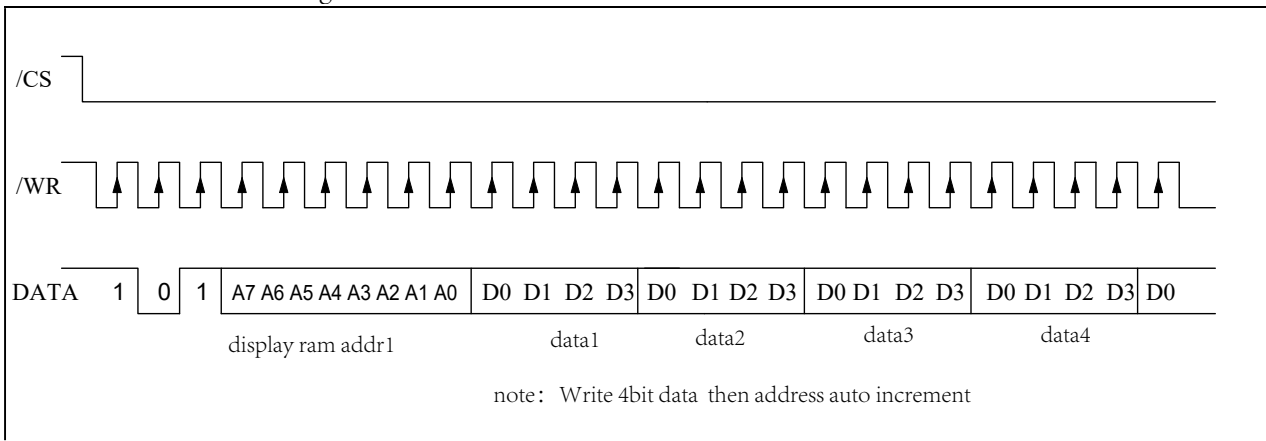 /CS
/WR
DATA 1 0 1 A7 A6 A5 A4 A3 A2 A1 A0 D0 D1 D2 D3 D0 D1 D2 D3 D0 D1 D2 D3 D0 D1 D2 D3 D0
display ram addr1 data1 data2 data3 data4
note： Write 4bit data then address auto increment